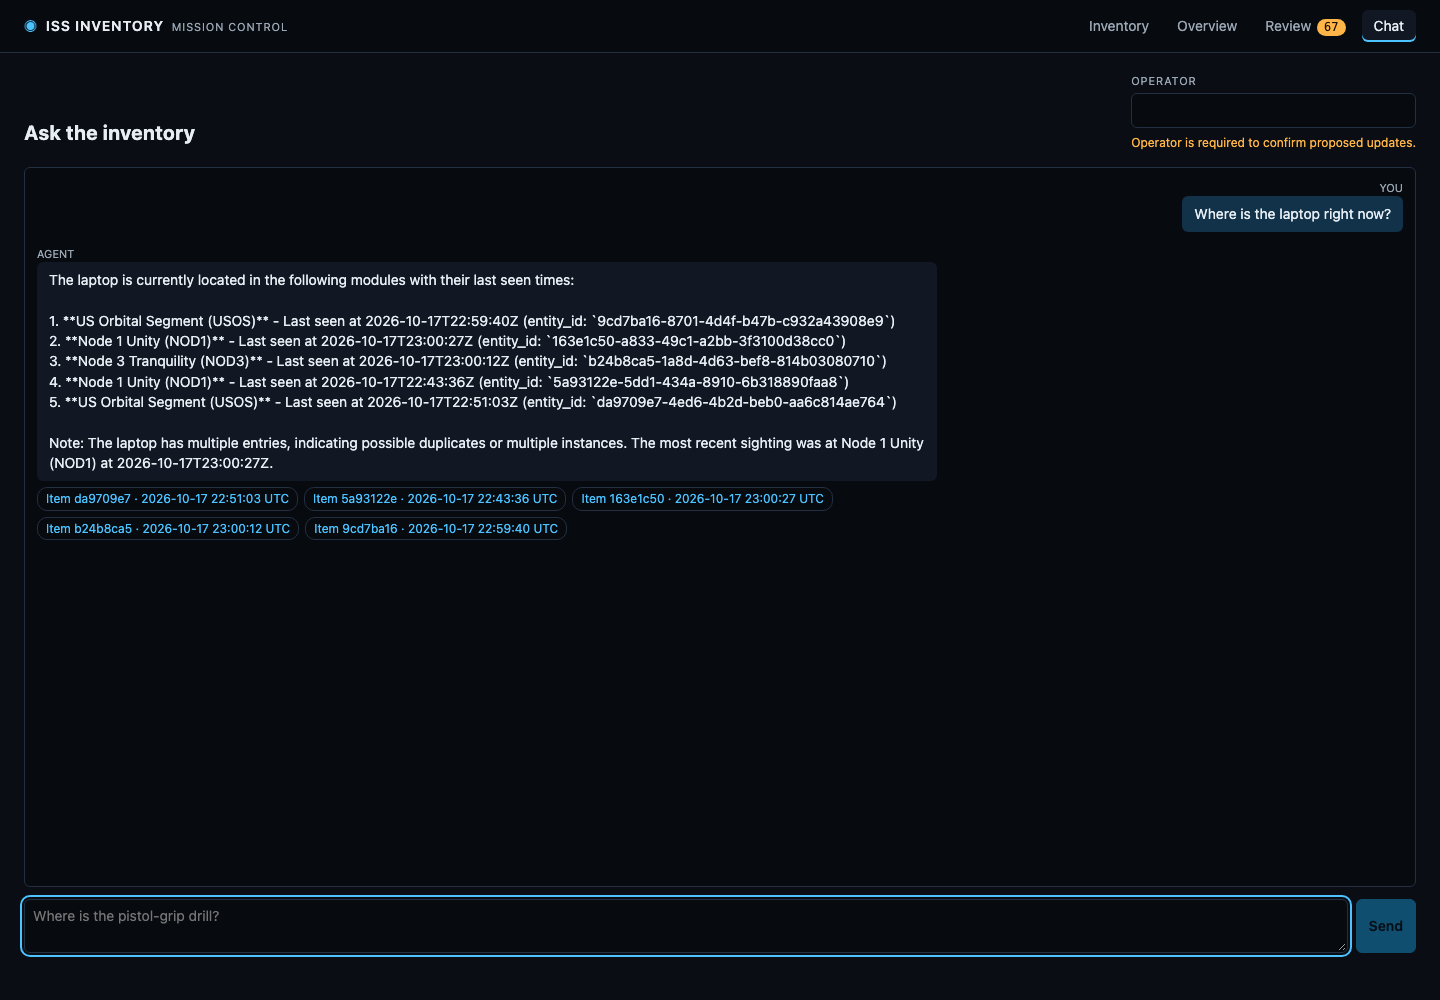 ISS INVENTORY MISSION CONTROL
Inventory
Overview
Review 67
Chat
OPERATOR
Operator is required to confirm proposed updates.
Ask the inventory
YOU
Where is the laptop right now?
AGENT
The laptop is currently located in the following modules with their last seen times:
1. **US Orbital Segment (USOS)** - Last seen at 2026-10-17T22:59:40Z (entity_id: `9cd7ba16-8701-4d4f-b47b-c932a43908e9`)
2. **Node 1 Unity (NOD1)** - Last seen at 2026-10-17T23:00:27Z (entity_id: `163e1c50-a833-49c1-a2bb-3f3100d38cc0`)
3. **Node 3 Tranquility (NOD3)** - Last seen at 2026-10-17T23:00:12Z (entity_id: `b24b8ca5-1a8d-4d63-bef8-814b03080710`)
4. **Node 1 Unity (NOD1)** - Last seen at 2026-10-17T22:43:36Z (entity_id: `5a93122e-5dd1-434a-8910-6b318890faa8`)
5. **US Orbital Segment (USOS)** - Last seen at 2026-10-17T22:51:03Z (entity_id: `da9709e7-4ed6-4b2d-beb0-aa6c814ae764`)
Note: The laptop has multiple entries, indicating possible duplicates or multiple instances. The most recent sighting was at Node 1 Unity
(NOD1) at 2026-10-17T23:00:27Z.
Item da9709e7 · 2026-10-17 22:51:03 UTC
Item 5a93122e · 2026-10-17 22:43:36 UTC
Item 163e1c50 · 2026-10-17 23:00:27 UTC
Item b24b8ca5 · 2026-10-17 23:00:12 UTC
Item 9cd7ba16 · 2026-10-17 22:59:40 UTC
Where is the pistol-grip drill?
Send